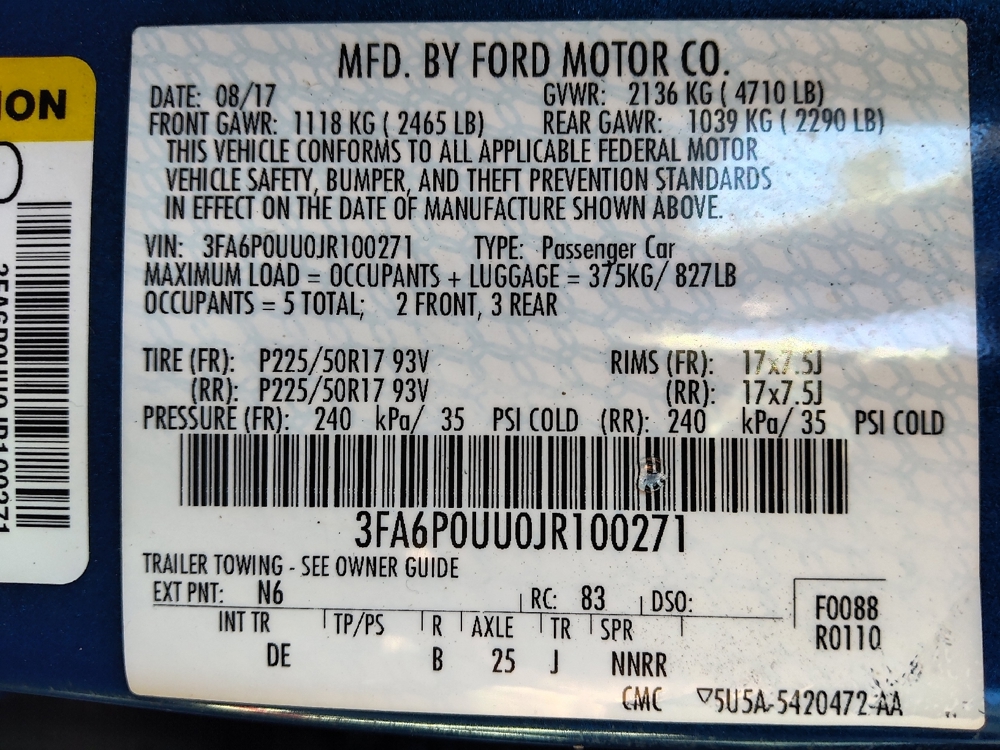 ION
3FA6P0UU0JR100271
MFD. BY FORD MOTOR CO.
DATE: 08/17 GVWR: 2136 KG ( 4710 LB)
FRONT GAWR: 1118 KG ( 2465 LB) REAR GAWR: 1039 KG ( 2290 LB)
THIS VEHICLE CONFORMS TO ALL APPLICABLE FEDERAL MOTOR
VEHICLE SAFETY, BUMPER, AND THEFT PREVENTION STANDARDS
IN EFFECT ON THE DATE OF MANUFACTURE SHOWN ABOVE.
VIN: 3FA6P0UU0JR100271 TYPE: Passenger Car
MAXIMUM LOAD = OCCUPANTS + LUGGAGE = 375KG/ 827LB
OCCUPANTS = 5 TOTAL; 2 FRONT, 3 REAR
TIRE (FR): P225/50R17 93V RIMS (FR): 17x7.5J
(RR): P225/50R17 93V (RR): 17x7.5J
PRESSURE (FR): 240 kPa/ 35 PSI COLD (RR): 240 kPa/ 35 PSI COLD
3FA6P0UU0JR100271
TRAILER TOWING - SEE OWNER GUIDE
EXT PNT: N6 RC: 83 DSO:
F0088
R0110
INT TR TP/PS R AXLE TR SPR
DE B 25 J NNRR
CMC ▽5U5A-5420472-AA